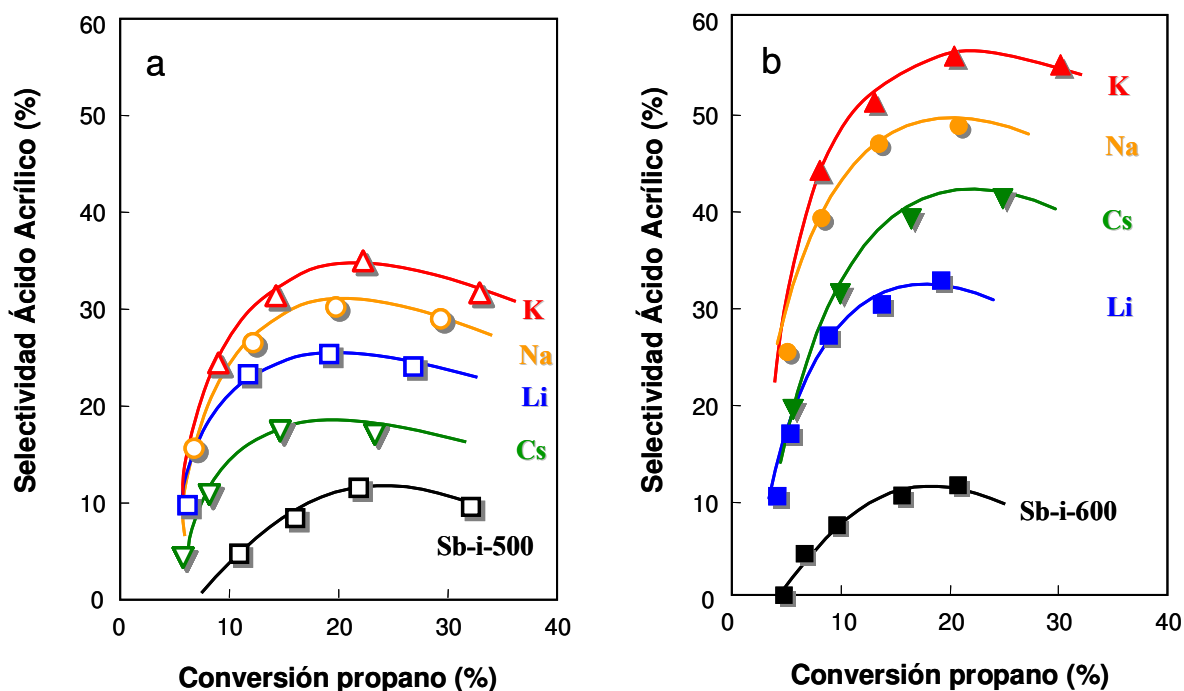 a
Selectividad Ácido Acrílico (%)
60
50
40
30
20
10
0
0 10 20 30 40
Conversión propano (%)
K
Na
Li
Cs
Sb-i-500
b
Selectividad Ácido Acrílico (%)
60
50
40
30
20
10
0
0 10 20 30 40
Conversión propano (%)
K
Na
Cs
Li
Sb-i-600